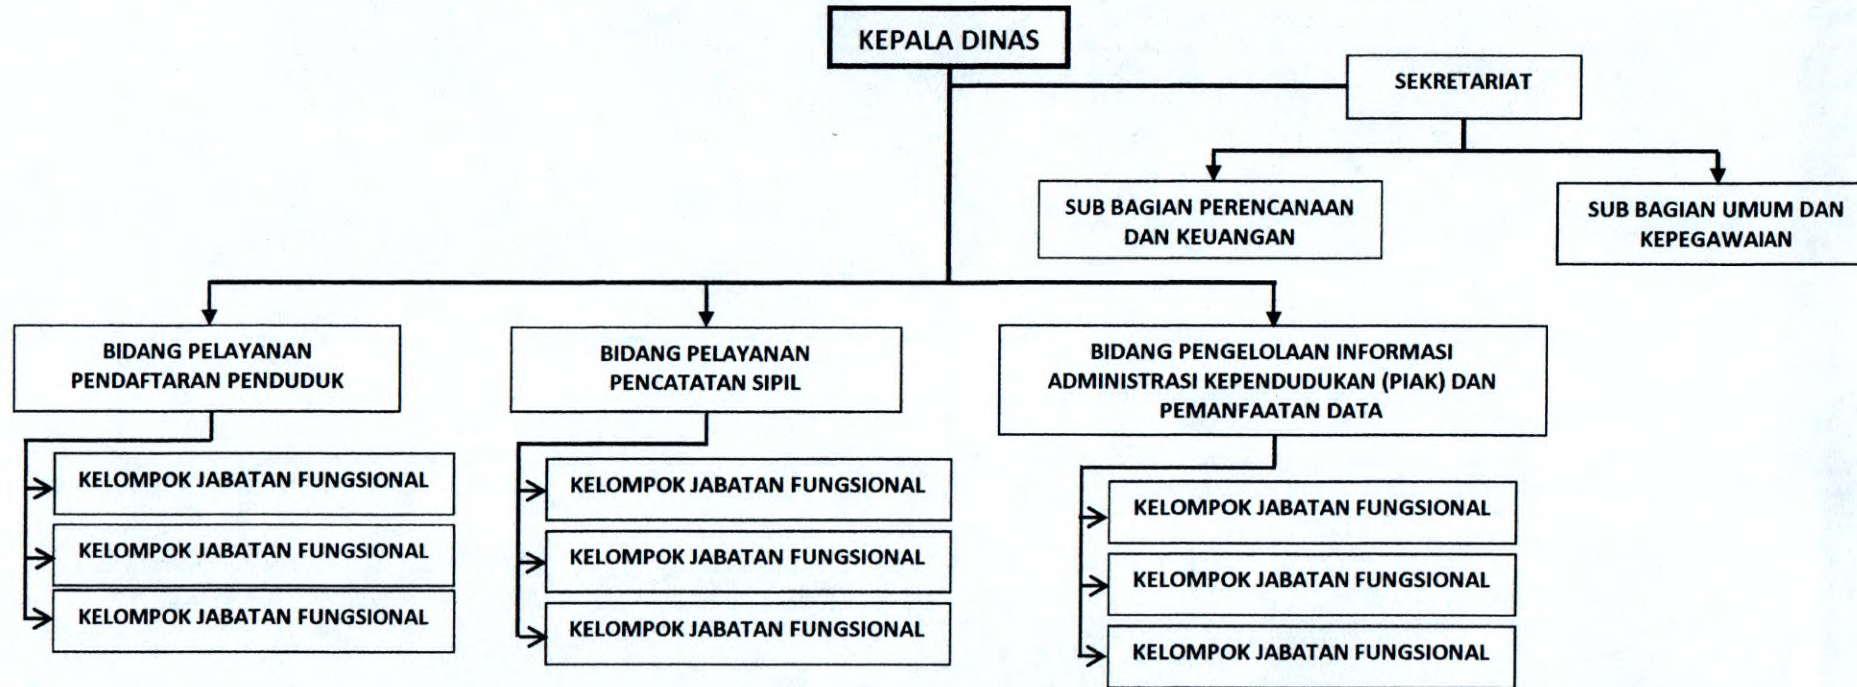 KEPALA DINAS
SEKRETARIAT
SUB BAGIAN PERENCANAAN
DAN KEUANGAN
SUB BAGIAN UMUM DAN
KEPEGAWAIAN
BIDANG PELAYANAN
PENDAFTARAN PENDUDUK
KELOMPOK JABATAN FUNGSIONAL
KELOMPOK JABATAN FUNGSIONAL
KELOMPOK JABATAN FUNGSIONAL
BIDANG PELAYANAN
PENCATATAN SIPIL
KELOMPOK JABATAN FUNGSIONAL
KELOMPOK JABATAN FUNGSIONAL
KELOMPOK JABATAN FUNGSIONAL
BIDANG PENGELOLAAN INFORMASI
ADMINISTRASI KEPENDUDUKAN (PIAK) DAN
PEMANFAATAN DATA
KELOMPOK JABATAN FUNGSIONAL
KELOMPOK JABATAN FUNGSIONAL
KELOMPOK JABATAN FUNGSIONAL